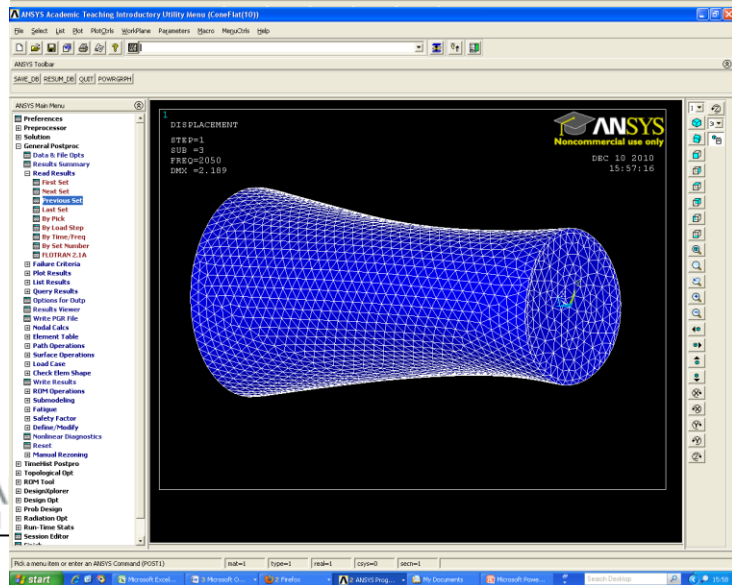 ANSYS Academic Teaching Introductory Utility Menu (ConeFlat(10))
File Select List Plot PlotCtrls WorkPlane Parameters Macro MenuCtrls Help
ANSYS Toolbar
SAVE_DB RESUM_DB QUIT POWRGRPH
ANSYS Main Menu
Preferences
Preprocessor
Solution
General Postproc
Data & File Opts
Results Summary
Read Results
First Set
Next Set
Previous Set
Last Set
By Pick
By Load Step
By Time/Freq
By Set Number
FLOTRAN 2.1A
Failure Criteria
Plot Results
List Results
Query Results
Options for Outp
Results Viewer
Write PGR File
Nodal Calcs
Element Table
Path Operations
Surface Operations
Load Case
Check Elem Shape
Write Results
ROM Operations
Submodeling
Fatigue
Safety Factor
Define/Modify
Nonlinear Diagnostics
Reset
Manual Rezoning
TimeHist Postpro
Topological Opt
ROM Tool
DesignXplorer
Design Opt
Prob Design
Radiation Opt
Run-Time Stats
Session Editor
Finish
1
DISPLACEMENT
STEP=1
SUB =3
FREQ=2050
DMX =2.189
ANSYS
Noncommercial use only
DEC 10 2010
15:57:16
1
3
Pick a menu item or enter an ANSYS Command (POST1)
mat=1
type=1
real=1
csys=0
secn=1
start
Microsoft Excel...
3 Microsoft O...
2 Firefox
2 ANSYS Prog...
My Documents
Microsoft Powe...
Search Desktop
15:58